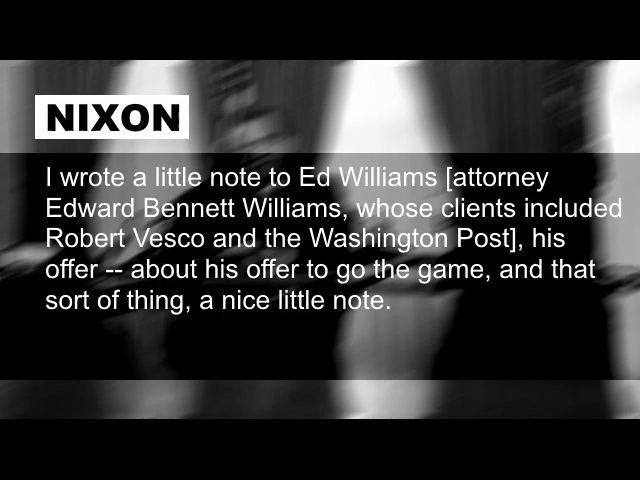 NIXON
I wrote a little note to Ed Williams [attorney
Edward Bennett Williams, whose clients included
Robert Vesco and the Washington Post], his
offer -- about his offer to go the game, and that
sort of thing, a nice little note.